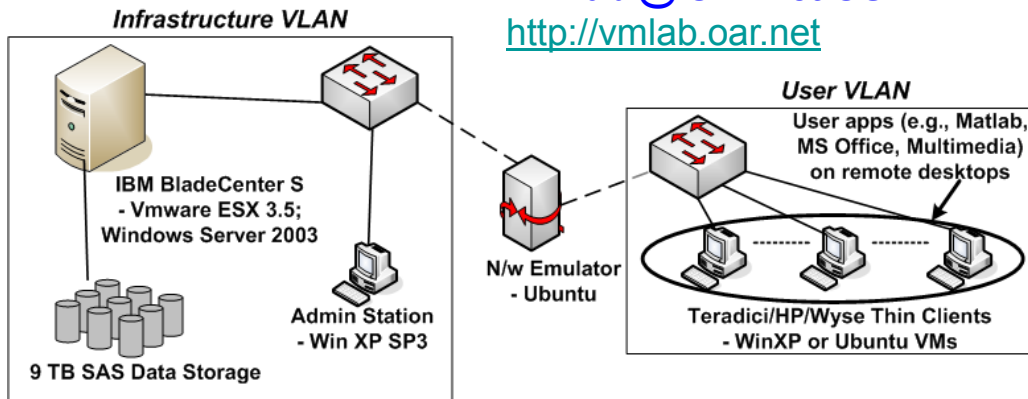 Infrastructure VLAN
http://vmlab.oar.net
User VLAN
IBM BladeCenter S
- Vmware ESX 3.5;
Windows Server 2003
9 TB SAS Data Storage
Admin Station
- Win XP SP3
N/w Emulator
- Ubuntu
User apps (e.g., Matlab,
MS Office, Multimedia)
on remote desktops
Teradici/HP/Wyse Thin Clients
- WinXP or Ubuntu VMs